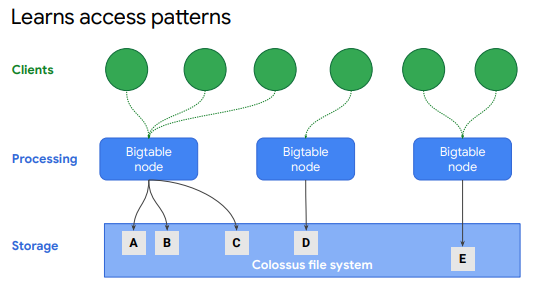 Learns access patterns
Clients
Processing
Bigtable
node
Bigtable
node
Bigtable
node
Storage
A
B
C
D
E
Colossus file system